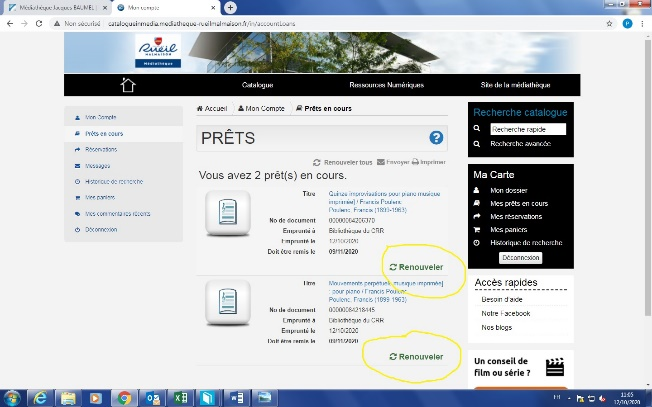 Médiathèque Jacques BAUMEL |
Mon compte
Non sécurisé | catalogueinmedia.mediatheque-rueilmalmaison.fr/in/accountLoans
Rueil
MALMAISON
Médiathèque
Catalogue
Ressources Numériques
Site de la médiathèque
Mon Compte
Prêts en cours
Réservations
Messages
Historique de recherche
Mes paniers
Mes commentaires récents
Déconnexion
Accueil Mon Compte Prêts en cours
PRÊTS
?
Renouveler tous Envoyer Imprimer
Vous avez 2 prêt(s) en cours.
Titre Quinze improvisations pour piano musique
imprimée] / Francis Poulenc
Poulenc, Francis (1899-1963)
No de document 00000084206370
Emprunté à Bibliothèque du CRR
Emprunté le 12/10/2020
Doit être remis le 09/11/2020
Renouveler
Titre Mouvements perpétuels musique imprimée]
: pour piano / Francis Poulenc
Poulenc, Francis (1899-1963)
No de document 00000084218445
Emprunté à Bibliothèque du CRR
Emprunté le 12/10/2020
Doit être remis le 09/11/2020
Renouveler
Recherche catalogue
Recherche rapide
Recherche avancée
Ma Carte
Mon dossier
Mes prêts en cours
Mes réservations
Mes paniers
Historique de recherche
Déconnexion
Accès rapides
Besoin d'aide
Notre Facebook
Nos blogs
Un conseil de
film ou série ?
FR
11:05
12/10/2020